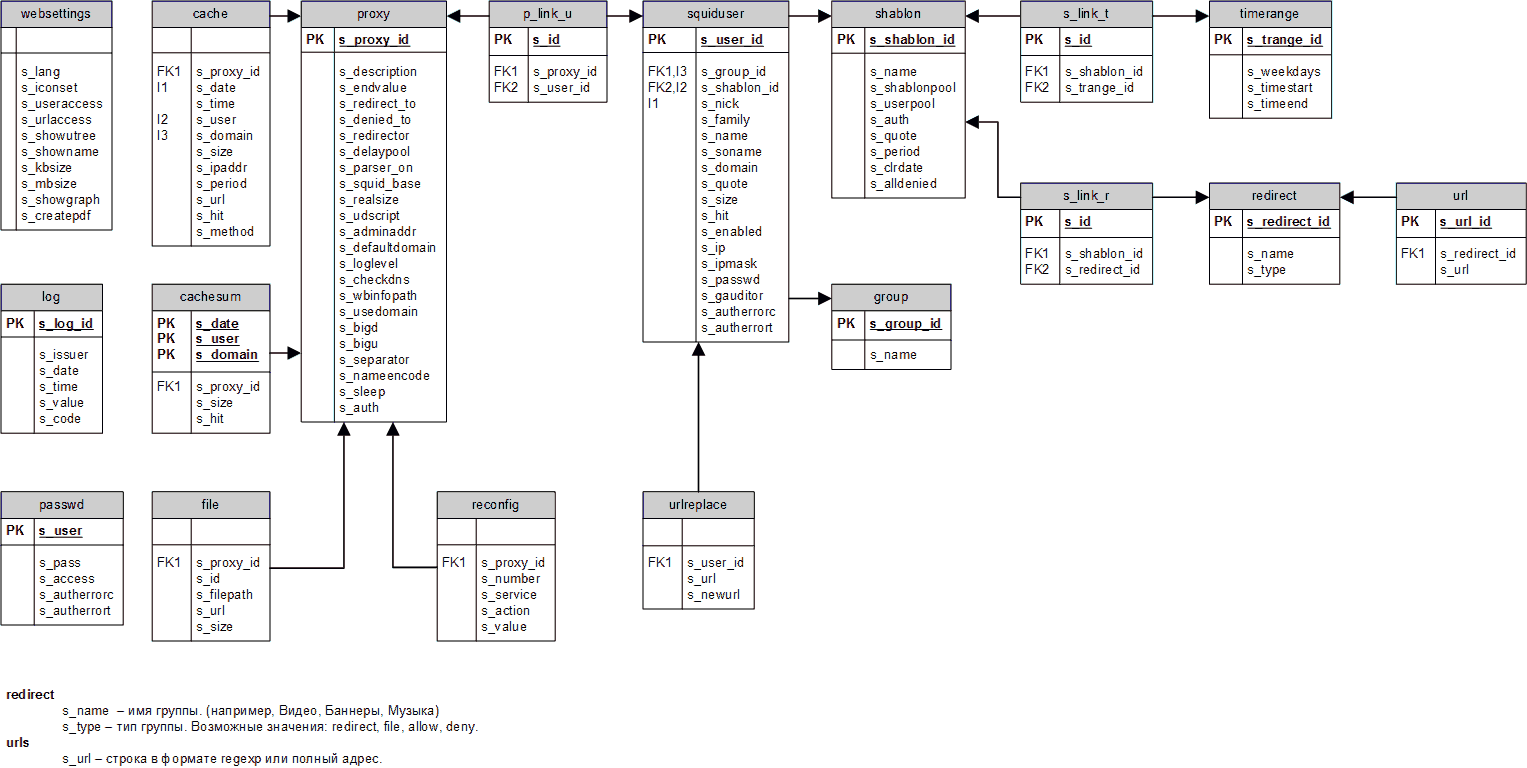 websettings
s_lang
s_iconset
s_useraccess
s_urlaccess
s_showutree
s_showname
s_kbsize
s_mbsize
s_showgraph
s_createpdf
cache
FK1 s_proxy_id
I1 s_date
s_time
I2 s_user
I3 s_domain
s_size
s_ipaddr
s_period
s_url
s_hit
s_method
proxy
PK s_proxy_id
s_description
s_endvalue
s_redirect_to
s_denied_to
s_redirector
s_delaypool
s_parser_on
s_squid_base
s_realsize
s_udscript
s_adminaddr
s_defaultdomain
s_loglevel
s_checkdns
s_wbinfopath
s_usedomain
s_bigd
s_bigu
s_separator
s_nameencode
s_sleep
s_auth
p_link_u
PK s_id
FK1 s_proxy_id
FK2 s_user_id
squiduser
PK s_user_id
FK1,I3 s_group_id
FK2,I2 s_shablon_id
I1 s_nick
s_family
s_name
s_soname
s_domain
s_quote
s_size
s_hit
s_enabled
s_ip
s_ipmask
s_passwd
s_gauditor
s_autherrorc
s_autherrort
shablon
PK s_shablon_id
s_name
s_shablonpool
s_userpool
s_auth
s_quote
s_period
s_clrdate
s_alldenied
s_link_t
PK s_id
FK1 s_shablon_id
FK2 s_trange_id
timerange
PK s_trange_id
s_weekdays
s_timestart
s_timeend
s_link_r
PK s_id
FK1 s_shablon_id
FK2 s_redirect_id
redirect
PK s_redirect_id
s_name
s_type
url
PK s_url_id
FK1 s_redirect_id
s_url
log
PK s_log_id
s_issuer
s_date
s_time
s_value
s_code
cachesum
PK s_date
PK s_user
PK s_domain
FK1 s_proxy_id
s_size
s_hit
group
PK s_group_id
s_name
passwd
PK s_user
s_pass
s_access
s_autherrorc
s_autherrort
file
FK1 s_proxy_id
s_id
s_filepath
s_url
s_size
reconfig
FK1 s_proxy_id
s_number
s_service
s_action
s_value
urlreplace
FK1 s_user_id
s_url
s_newurl
redirect
s_name – имя группы. (например, Видео, Баннеры, Музыка)
s_type – тип группы. Возможные значения: redirect, file, allow, deny.
urls
s_url – строка в формате regexp или полный адрес.